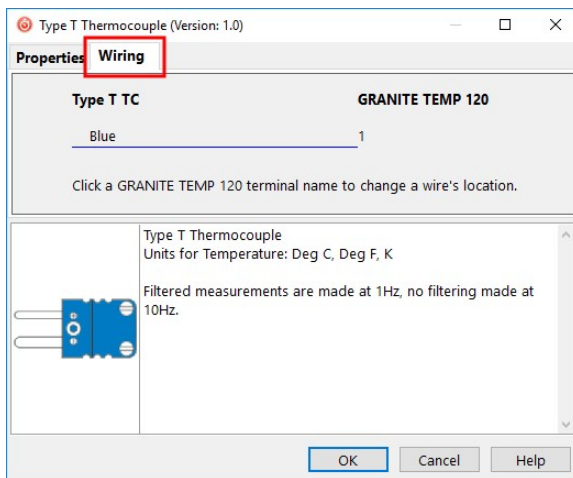 Type T Thermocouple (Version: 1.0)
Properties Wiring
Type T TC GRANITE TEMP 120
Blue 1
Click a GRANITE TEMP 120 terminal name to change a wire's location.
Type T Thermocouple
Units for Temperature: Deg C, Deg F, K
Filtered measurements are made at 1Hz, no filtering made at
10Hz.
OK Cancel Help